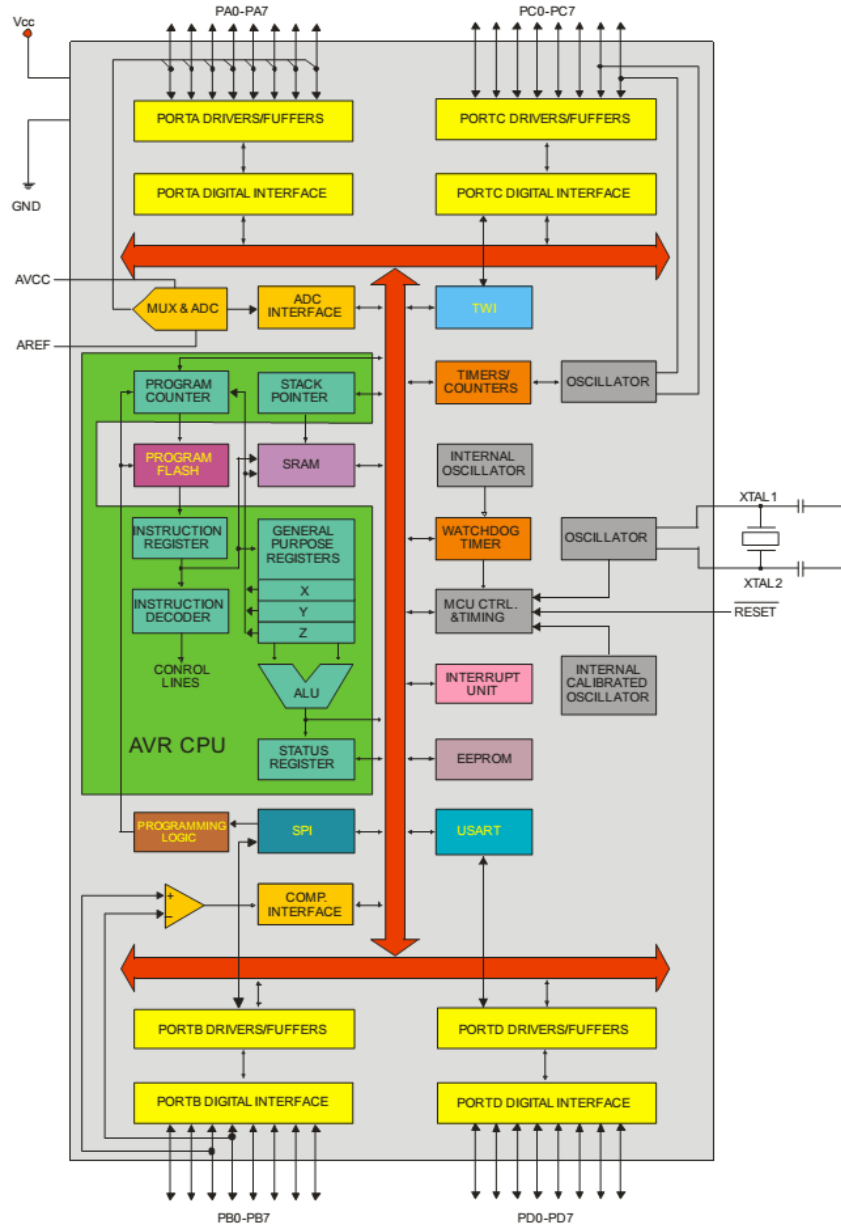 PA0-PA7
PC0-PC7
Vcc
PORTA DRIVERS/FUFFERS
PORTC DRIVERS/FUFFERS
PORTA DIGITAL INTERFACE
PORTC DIGITAL INTERFACE
GND
AVCC
MUX & ADC
ADC
INTERFACE
TWI
AREF
PROGRAM
COUNTER
STACK
POINTER
TIMERS/
COUNTERS
OSCILLATOR
PROGRAM
FLASH
SRAM
INTERNAL
OSCILLATOR
XTAL1
INSTRUCTION
REGISTER
GENERAL
PURPOSE
REGISTERS
WATCHDOG
TIMER
OSCILLATOR
XTAL2
X
INSTRUCTION
DECODER
Y
MCU CTRL.
&TIMING
RESET
Z
CONROL
LINES
ALU
INTERRUPT
UNIT
INTERNAL
CALIBRATED
OSCILLATOR
AVR CPU
STATUS
REGISTER
EEPROM
PROGRAMMING
LOGIC
SPI
USART
+
−
COMP.
INTERFACE
PORTB DRIVERS/FUFFERS
PORTD DRIVERS/FUFFERS
PORTB DIGITAL INTERFACE
PORTD DIGITAL INTERFACE
PB0-PB7
PD0-PD7